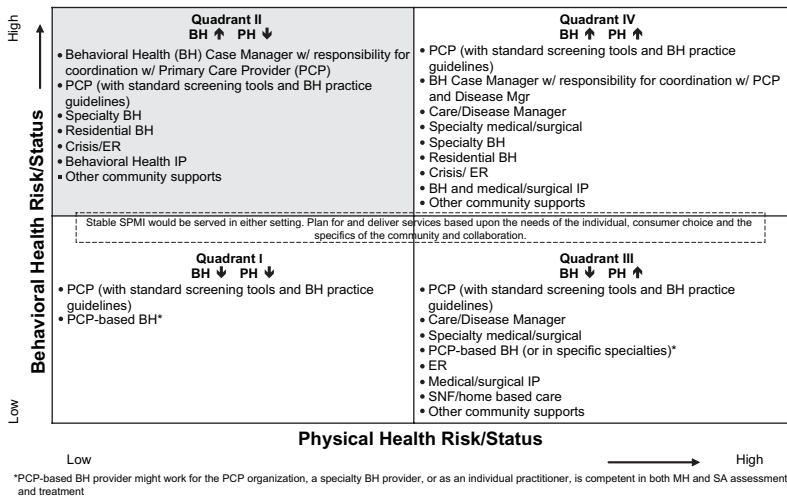 High
Behavioral Health Risk/Status
Low
Quadrant II
BH ↑ PH ↓
• Behavioral Health (BH) Case Manager w/ responsibility for
coordination w/ Primary Care Provider (PCP)
• PCP (with standard screening tools and BH practice
guidelines)
• Specialty BH
• Residential BH
• Crisis/ER
• Behavioral Health IP
▪ Other community supports
Quadrant IV
BH ↑ PH ↑
• PCP (with standard screening tools and BH practice
guidelines)
• BH Case Manager w/ responsibility for coordination w/ PCP
and Disease Mgr
• Care/Disease Manager
• Specialty medical/surgical
• Specialty BH
• Residential BH
• Crisis/ ER
• BH and medical/surgical IP
• Other community supports
Stable SPMI would be served in either setting. Plan for and deliver services based upon the needs of the individual, consumer choice and the
specifics of the community and collaboration.
Quadrant I
BH ↓ PH ↓
• PCP (with standard screening tools and BH practice
guidelines)
• PCP-based BH*
Quadrant III
BH ↓ PH ↑
• PCP (with standard screening tools and BH practice
guidelines)
• Care/Disease Manager
• Specialty medical/surgical
• PCP-based BH (or in specific specialties)*
• ER
• Medical/surgical IP
• SNF/home based care
• Other community supports
Physical Health Risk/Status
Low
High
*PCP-based BH provider might work for the PCP organization, a specialty BH provider, or as an individual practitioner, is competent in both MH and SA assessment
and treatment